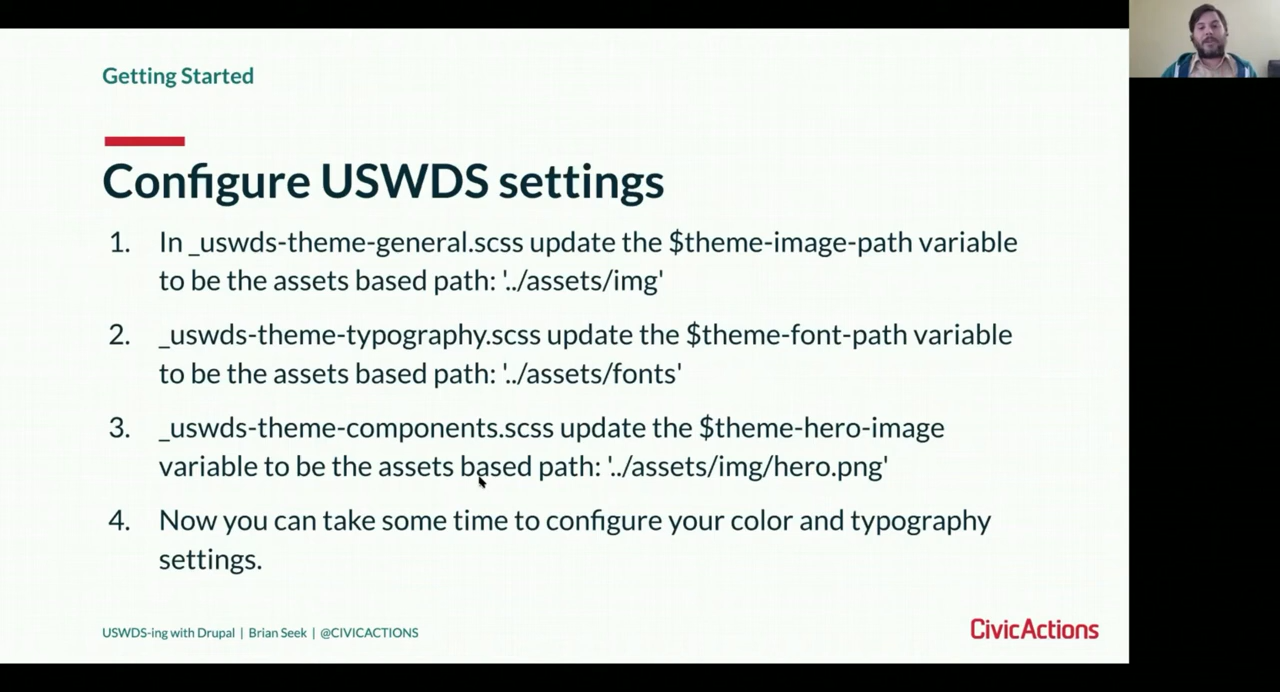 Getting Started
Configure USWDS settings
1. In _uswds-theme-general.scss update the $theme-image-path variable
to be the assets based path: '../assets/img'
2. _uswds-theme-typography.scss update the $theme-font-path variable
to be the assets based path: '../assets/fonts'
3. _uswds-theme-components.scss update the $theme-hero-image
variable to be the assets based path: '../assets/img/hero.png'
4. Now you can take some time to configure your color and typography
settings.
USWDS-ing with Drupal | Brian Seek | @CIVICACTIONS
CivicActions